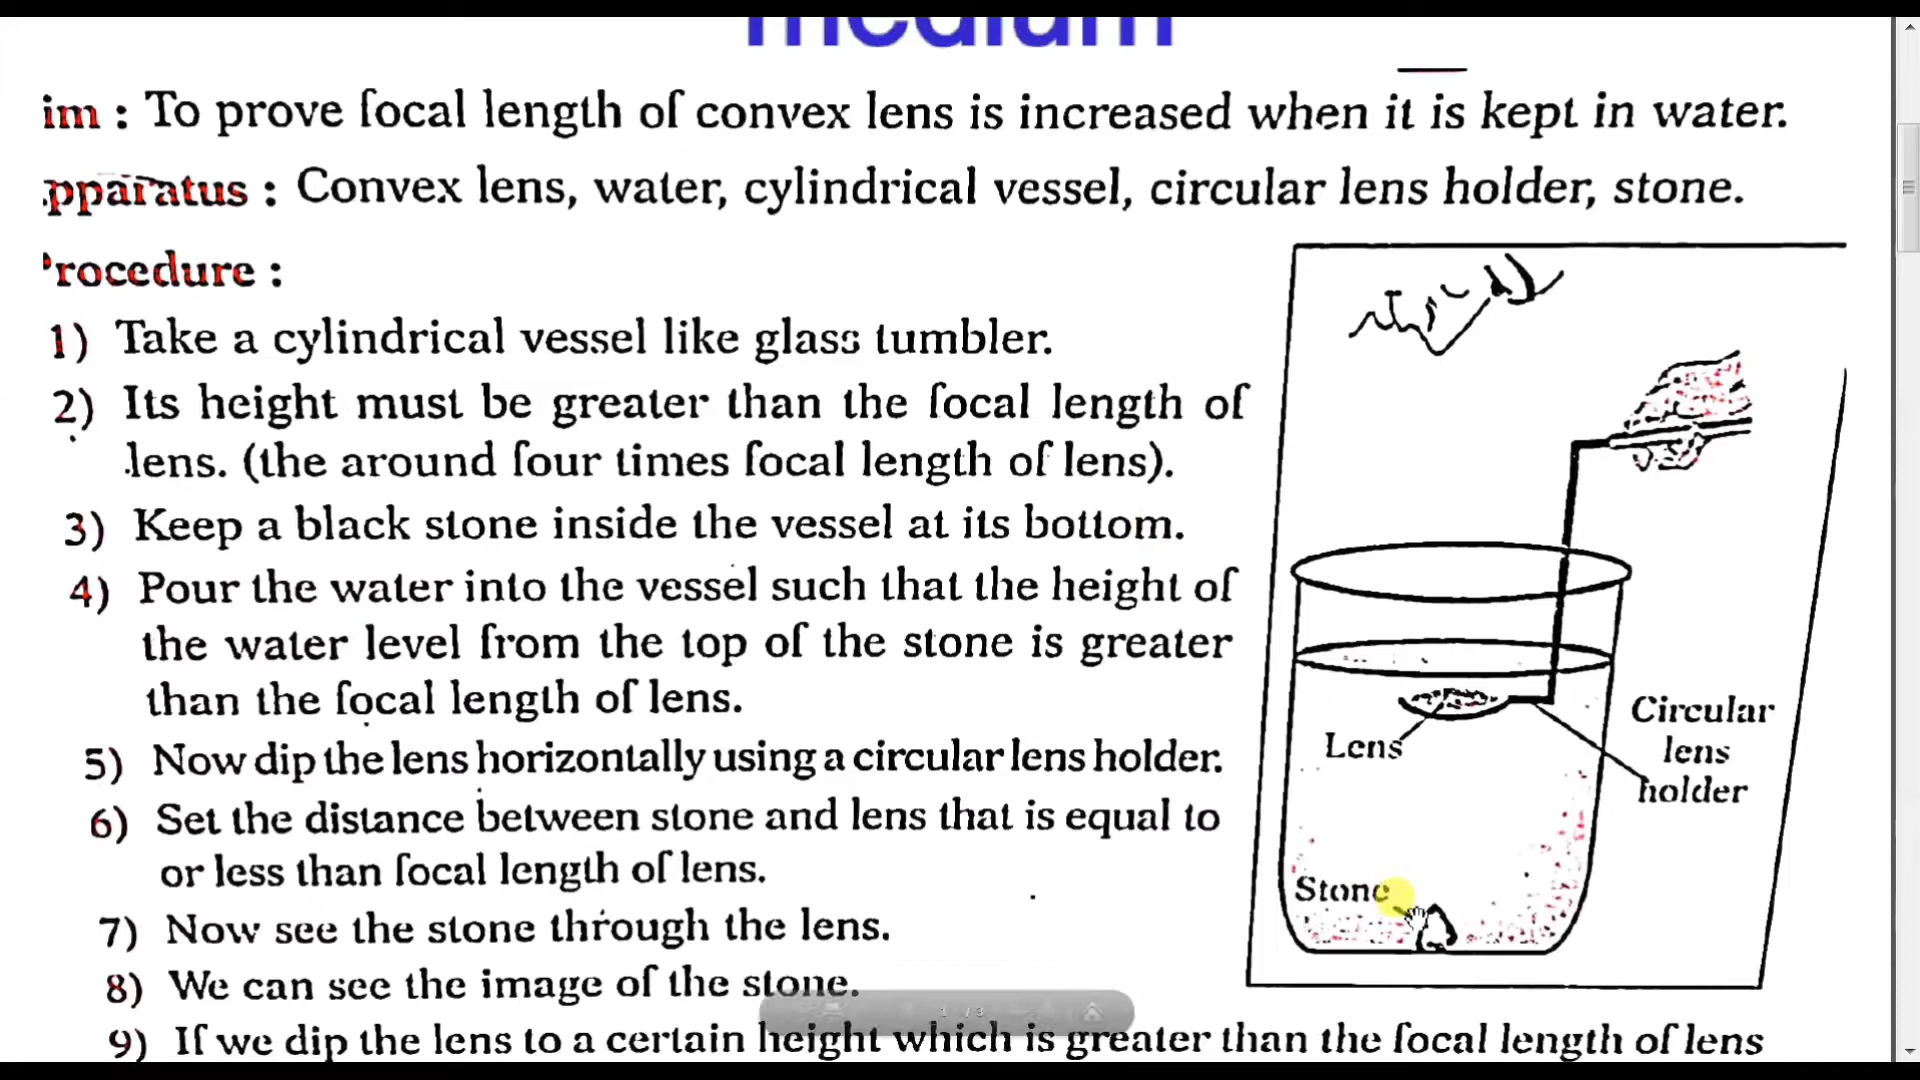 medium
im : To prove focal length of convex lens is increased when it is kept in water.
pparatus : Convex lens, water, cylindrical vessel, circular lens holder, stone.
rocedure :
1) Take a cylindrical vessel like glass tumbler.
2) Its height must be greater than the focal length of
lens. (the around four times focal length of lens).
3) Keep a black stone inside the vessel at its bottom.
4) Pour the water into the vessel such that the height of
the water level from the top of the stone is greater
than the focal length of lens.
5) Now dip the lens horizontally using a circular lens holder.
6) Set the distance between stone and lens that is equal to
or less than focal length of lens.
7) Now see the stone through the lens.
8) We can see the image of the stone.
9) If we dip the lens to a certain height which is greater than the focal length of lens
Lens
Circular
lens
holder
Stone
1 / 3